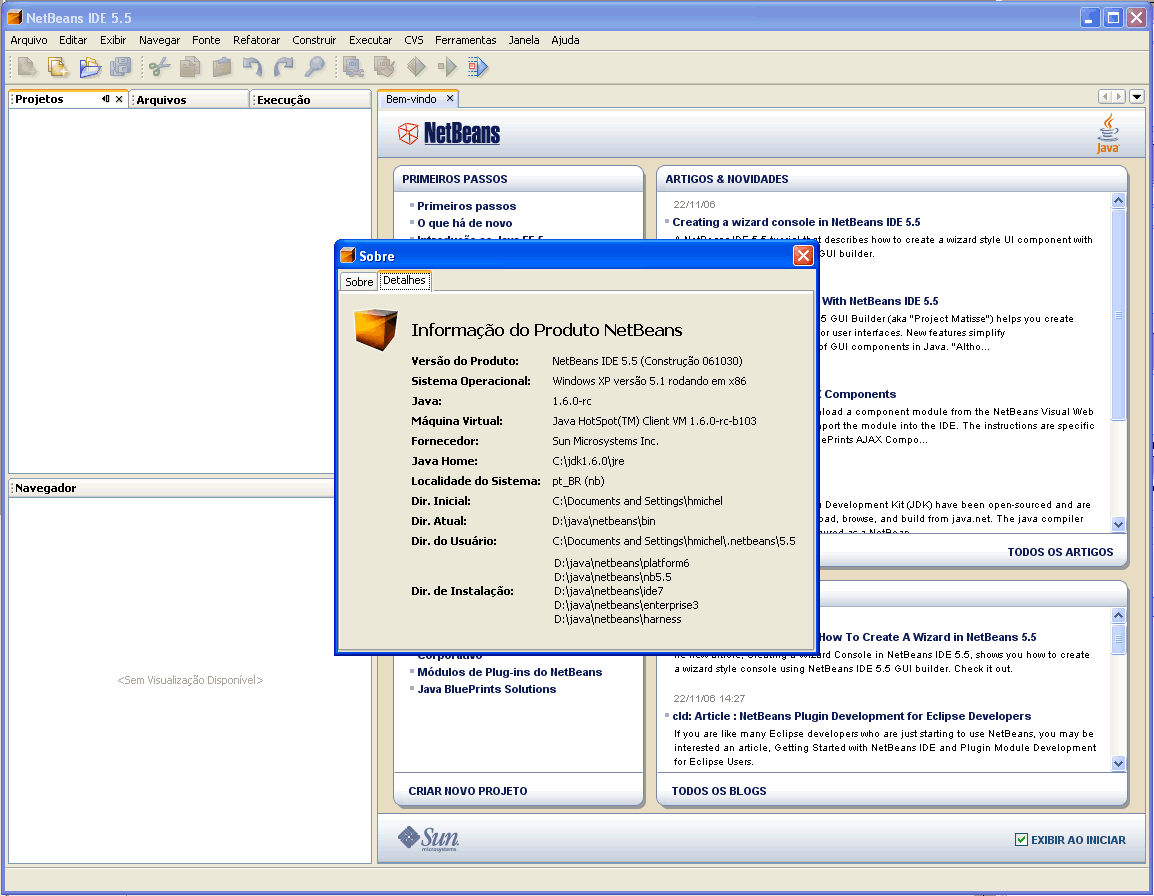 NetBeans IDE 5.5
Arquivo Editar Exibir Navegar Fonte Refatorar Construir Executar CVS Ferramentas Janela Ajuda
Projetos
Arquivos
Execução
Bem-vindo
NetBeans
Java
PRIMEIROS PASSOS
Primeiros passos
O que há de novo
ARTIGOS & NOVIDADES
22/11/06
Creating a wizard console in NetBeans IDE 5.5
A NetBeans IDE 5.5 tutorial that describes how to create a wizard style UI component with
GUI builder.
With NetBeans IDE 5.5
5 GUI Builder (aka "Project Matisse") helps you create
or user interfaces. New features simplify
of GUI components in Java. "Altho...
Components
load a component module from the NetBeans Visual Web
port the module into the IDE. The instructions are specific
ePrints AJAX Compo...
Development Kit (JDK) have been open-sourced and are
oad, browse, and build from java.net. The java compiler
TODOS OS ARTIGOS
Sobre
Sobre
Detalhes
Informação do Produto NetBeans
Versão do Produto: NetBeans IDE 5.5 (Construção 061030)
Sistema Operacional: Windows XP versão 5.1 rodando em x86
Java: 1.6.0-rc
Máquina Virtual: Java HotSpot(TM) Client VM 1.6.0-rc-b103
Fornecedor: Sun Microsystems Inc.
Java Home: C:\jdk1.6.0\jre
Localidade do Sistema: pt_BR (nb)
Dir. Inicial: C:\Documents and Settings\hmichel
Dir. Atual: D:\java\netbeans\bin
Dir. do Usuário: C:\Documents and Settings\hmichel\.netbeans\5.5
Dir. de Instalação:
D:\java\netbeans\platform6
D:\java\netbeans\nb5.5
D:\java\netbeans\ide7
D:\java\netbeans\enterprise3
D:\java\netbeans\harness
Navegador
<Sem Visualização Disponível>
Corporativo
Módulos de Plug-ins do NetBeans
Java BluePrints Solutions
CRIAR NOVO PROJETO
How To Create A Wizard in NetBeans 5.5
new article, Creating a Wizard Console in NetBeans IDE 5.5, shows you how to create
a wizard style console using NetBeans IDE 5.5 GUI builder. Check it out.
22/11/06 14:27
cld: Article : NetBeans Plugin Development for Eclipse Developers
If you are like many Eclipse developers who are just starting to use NetBeans, you may be
interested an article, Getting Started with NetBeans IDE and Plugin Module Development
for Eclipse Users.
TODOS OS BLOGS
Sun
microsystems
EXIBIR AO INICIAR